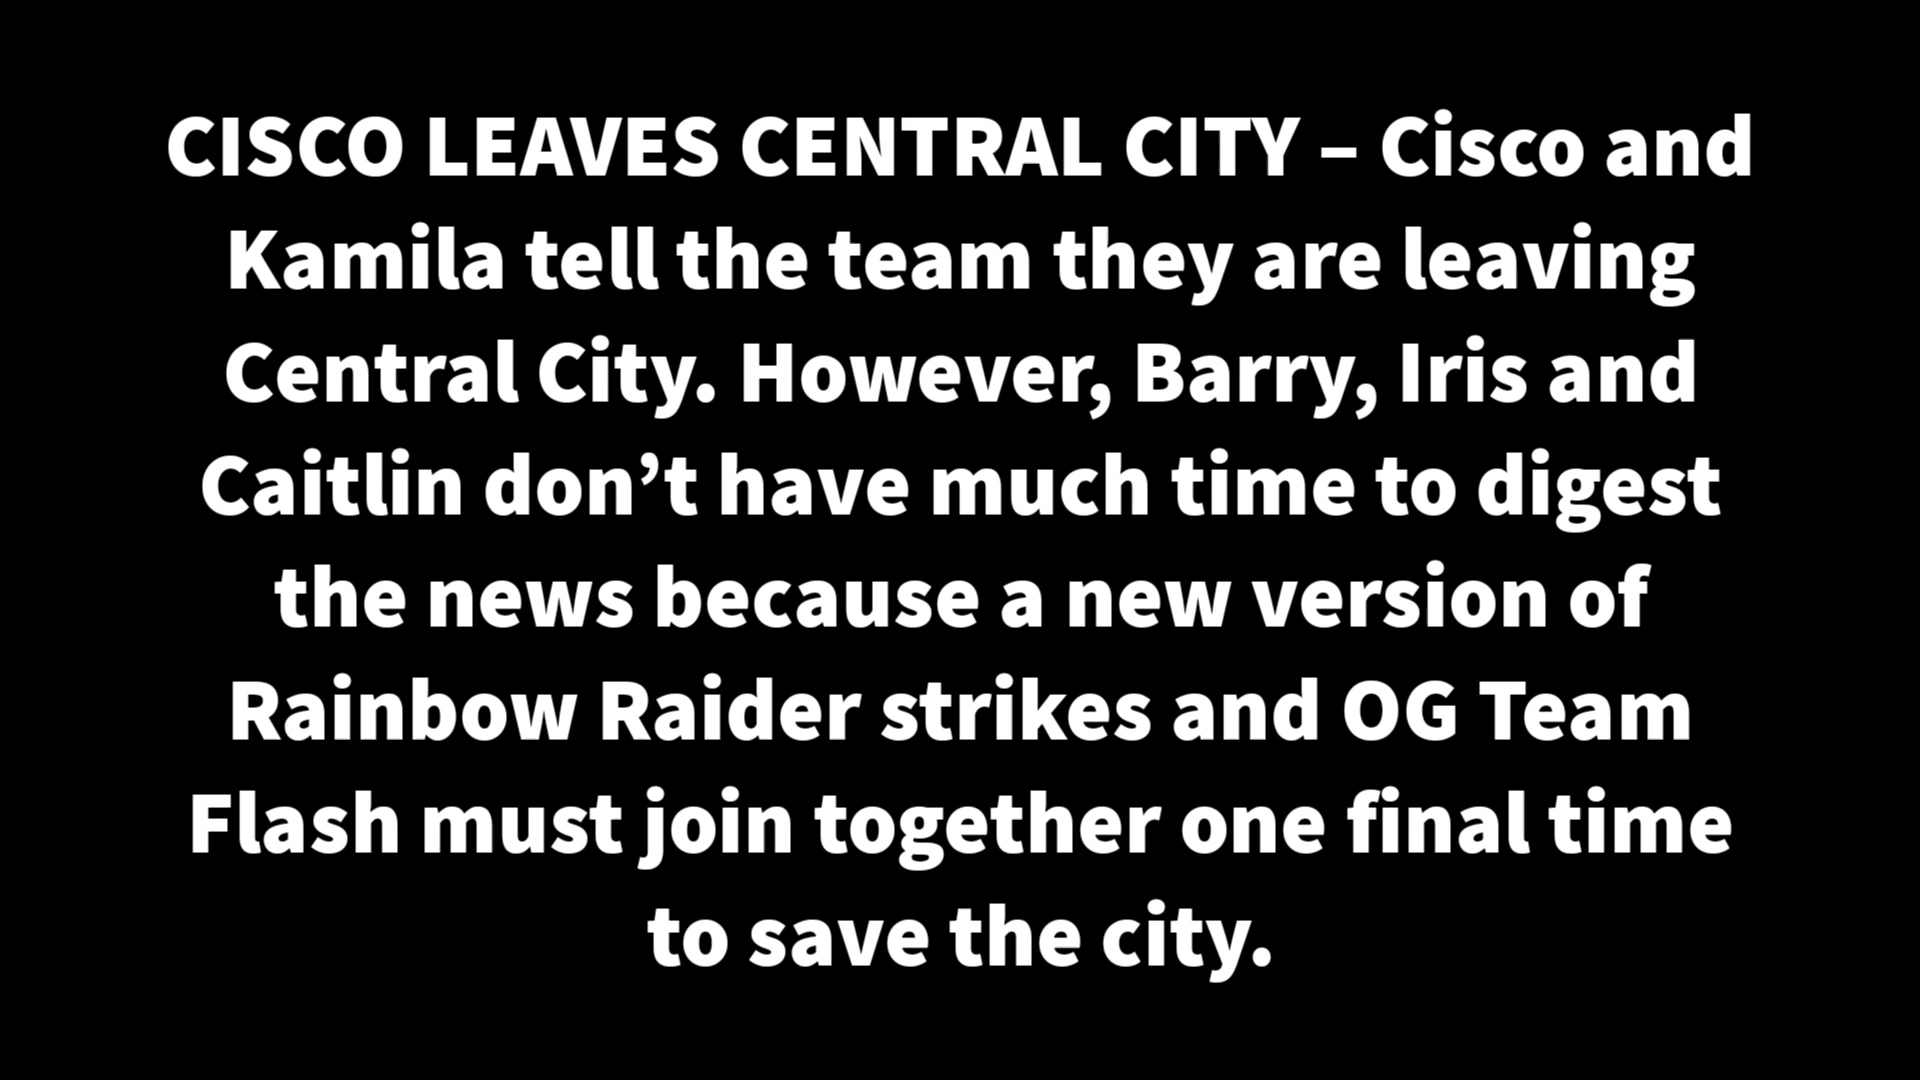 CISCO LEAVES CENTRAL CITY – Cisco and
Kamila tell the team they are leaving
Central City. However, Barry, Iris and
Caitlin don’t have much time to digest
the news because a new version of
Rainbow Raider strikes and OG Team
Flash must join together one final time
to save the city.